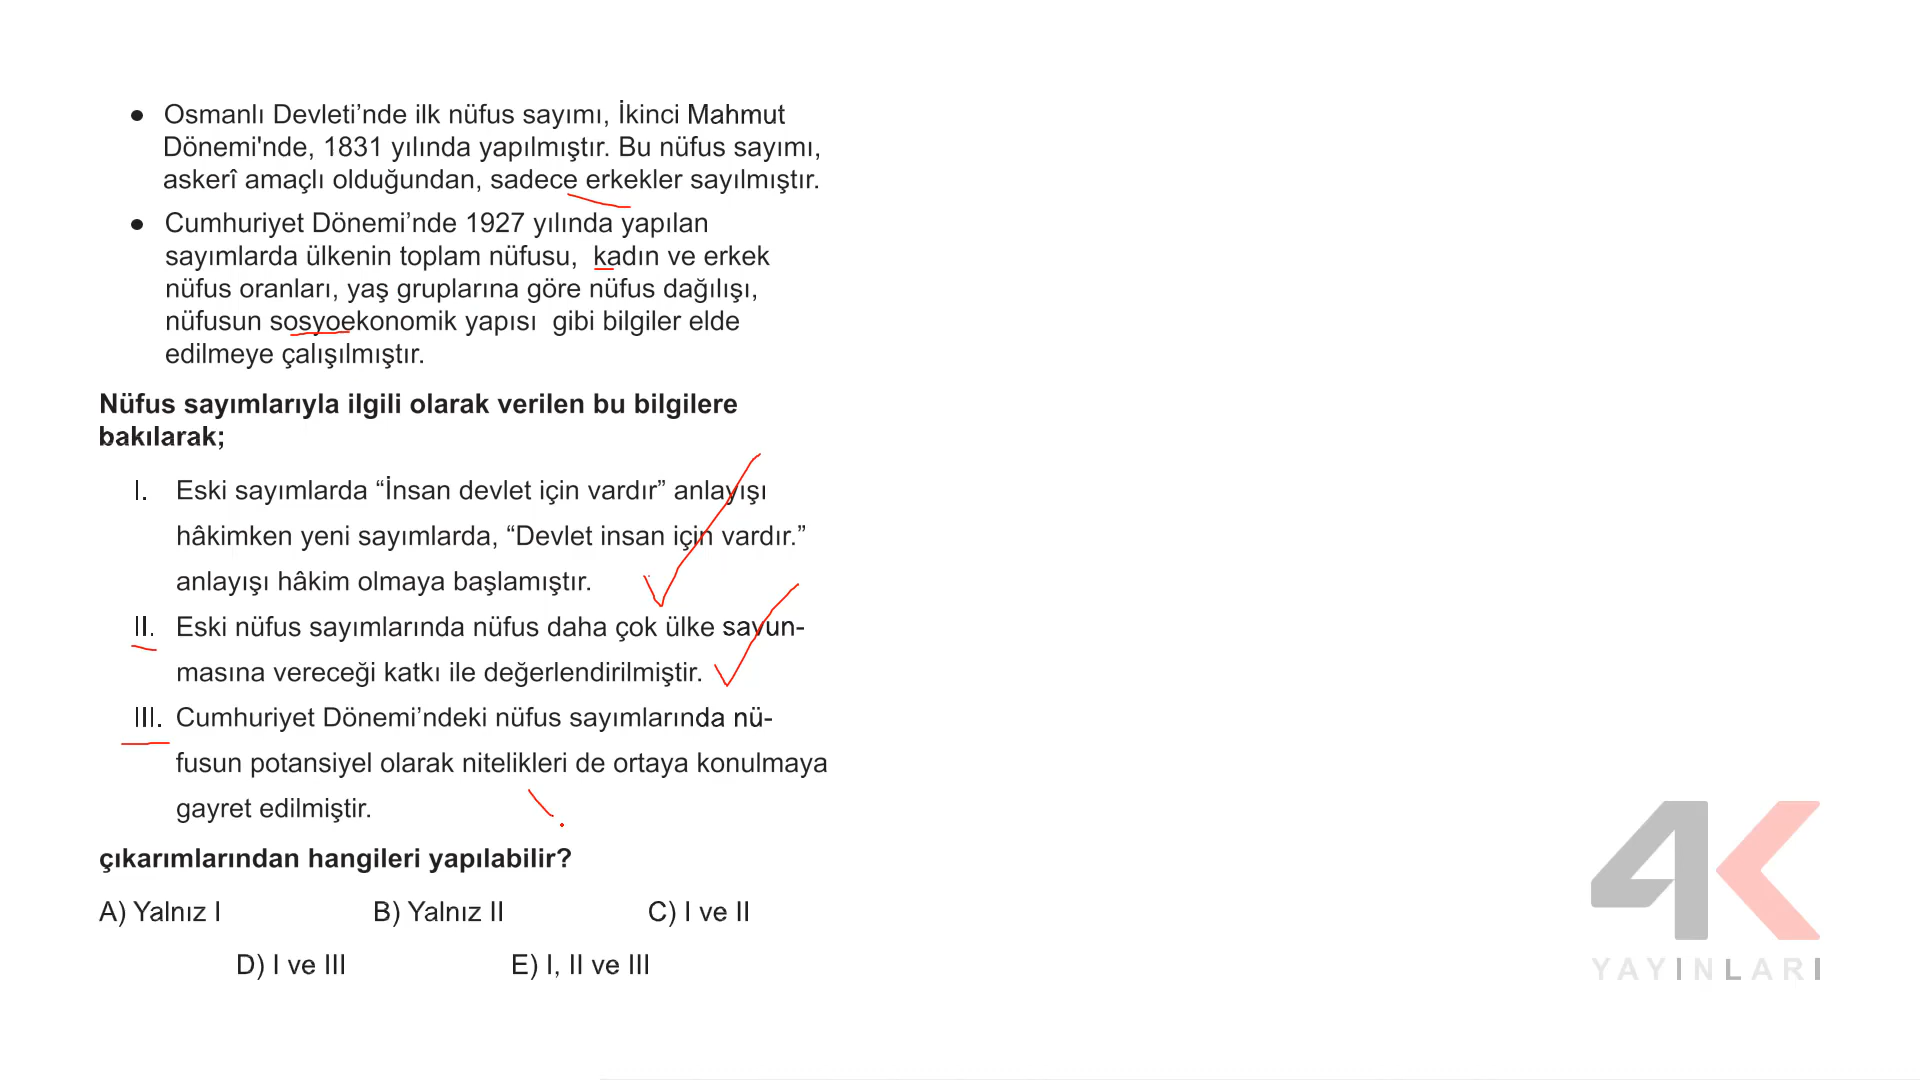 ● Osmanlı Devleti’nde ilk nüfus sayımı, İkinci Mahmut
Dönemi'nde, 1831 yılında yapılmıştır. Bu nüfus sayımı,
askerî amaçlı olduğundan, sadece erkekler sayılmıştır.
● Cumhuriyet Dönemi’nde 1927 yılında yapılan
sayımlarda ülkenin toplam nüfusu, kadın ve erkek
nüfus oranları, yaş gruplarına göre nüfus dağılışı,
nüfusun sosyoekonomik yapısı gibi bilgiler elde
edilmeye çalışılmıştır.
Nüfus sayımlarıyla ilgili olarak verilen bu bilgilere
bakılarak;
I. Eski sayımlarda “İnsan devlet için vardır” anlayışı
hâkimken yeni sayımlarda, “Devlet insan için vardır.”
anlayışı hâkim olmaya başlamıştır.
II. Eski nüfus sayımlarında nüfus daha çok ülke savun-
masına vereceği katkı ile değerlendirilmiştir.
III. Cumhuriyet Dönemi’ndeki nüfus sayımlarında nü-
fusun potansiyel olarak nitelikleri de ortaya konulmaya
gayret edilmiştir.
çıkarımlarından hangileri yapılabilir?
A) Yalnız I B) Yalnız II C) I ve II
D) I ve III E) I, II ve III
4K
YAYINLARI